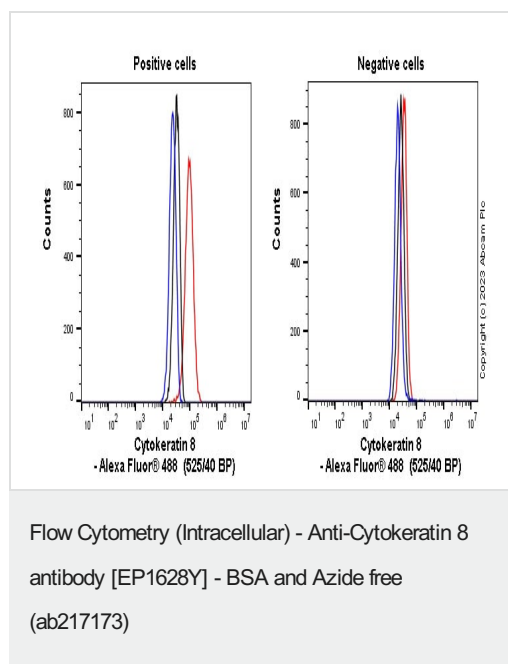 Positive cells
Counts
800
600
400
200
0
10^1 10^2 10^3 10^4 10^5 10^6 10^7
Cytokeratin 8
- Alexa Fluor® 488 (525/40 BP)
Negative cells
Counts
800
600
400
200
0
10^1 10^2 10^3 10^4 10^5 10^6 10^7
Cytokeratin 8
- Alexa Fluor® 488 (525/40 BP)
Copyright (c) 2023 Abcam Plc
Flow Cytometry (Intracellular) - Anti-Cytokeratin 8
antibody [EP1628Y] - BSA and Azide free
(ab217173)